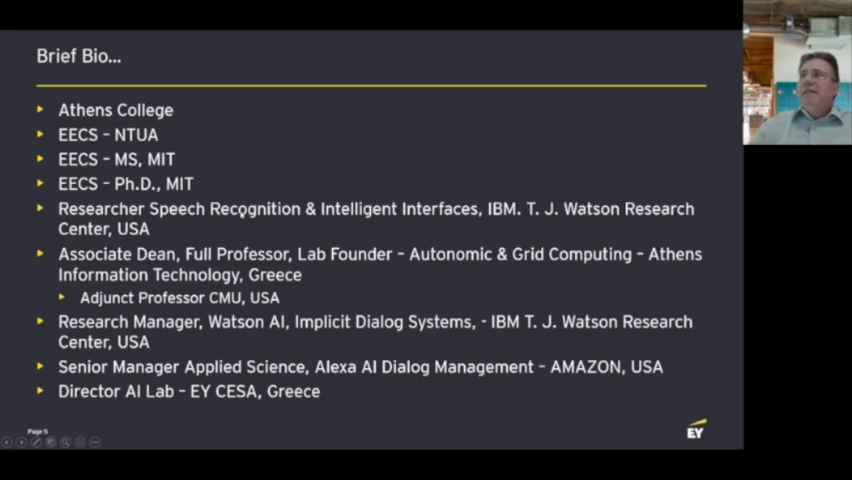 Brief Bio...
Athens College
EECS – NTUA
EECS – MS, MIT
EECS – Ph.D., MIT
Researcher Speech Recognition & Intelligent Interfaces, IBM. T. J. Watson Research
Center, USA
Associate Dean, Full Professor, Lab Founder – Autonomic & Grid Computing – Athens
Information Technology, Greece
Adjunct Professor CMU, USA
Research Manager, Watson AI, Implicit Dialog Systems, - IBM T. J. Watson Research
Center, USA
Senior Manager Applied Science, Alexa AI Dialog Management – AMAZON, USA
Director AI Lab – EY CESA, Greece
Page 5
EY